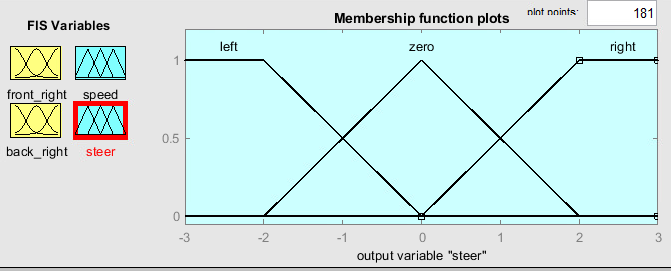 FIS Variables
Membership function plots
plot points:
181
front_right
speed
back_right
steer
left
zero
right
1
0.5
0
-3
-2
-1
0
1
2
3
output variable "steer"